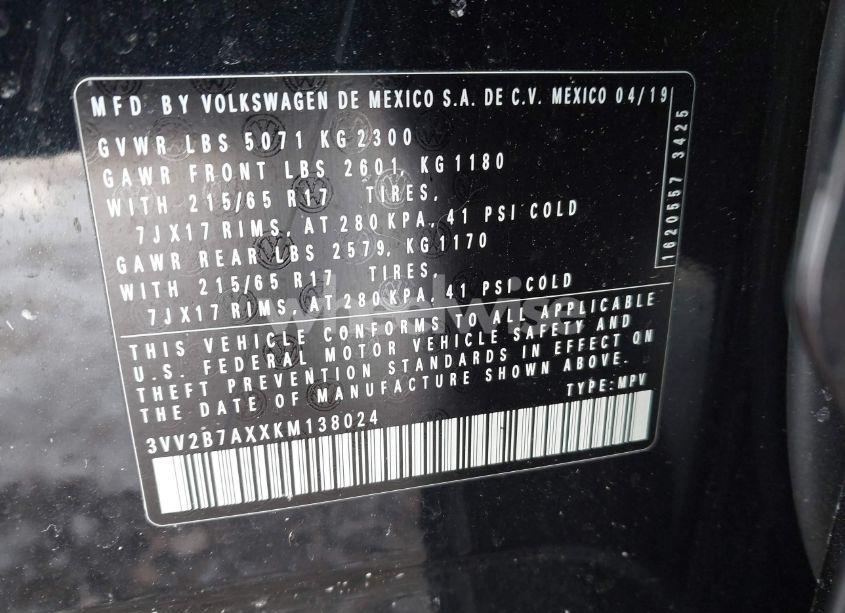 MFD BY VOLKSWAGEN DE MEXICO S.A. DE C.V. MEXICO 04/19
GVWR LBS 5071 KG 2300
GAWR FRONT LBS 2601, KG 1180
WITH 215/65 R17 TIRES,
7JX17 RIMS, AT 280 KPA, 41 PSI COLD
GAWR REAR LBS 2579, KG 1170
WITH 215/65 R17 TIRES,
7JX17 RIMS, AT 280 KPA, 41 PSI COLD
THIS VEHICLE CONFORMS TO ALL APPLICABLE
U.S. FEDERAL MOTOR VEHICLE SAFETY AND
THEFT PREVENTION STANDARDS IN EFFECT ON
THE DATE OF MANUFACTURE SHOWN ABOVE.
TYPE: MPV
3VV2B7AXXKM138024
1620557 3425